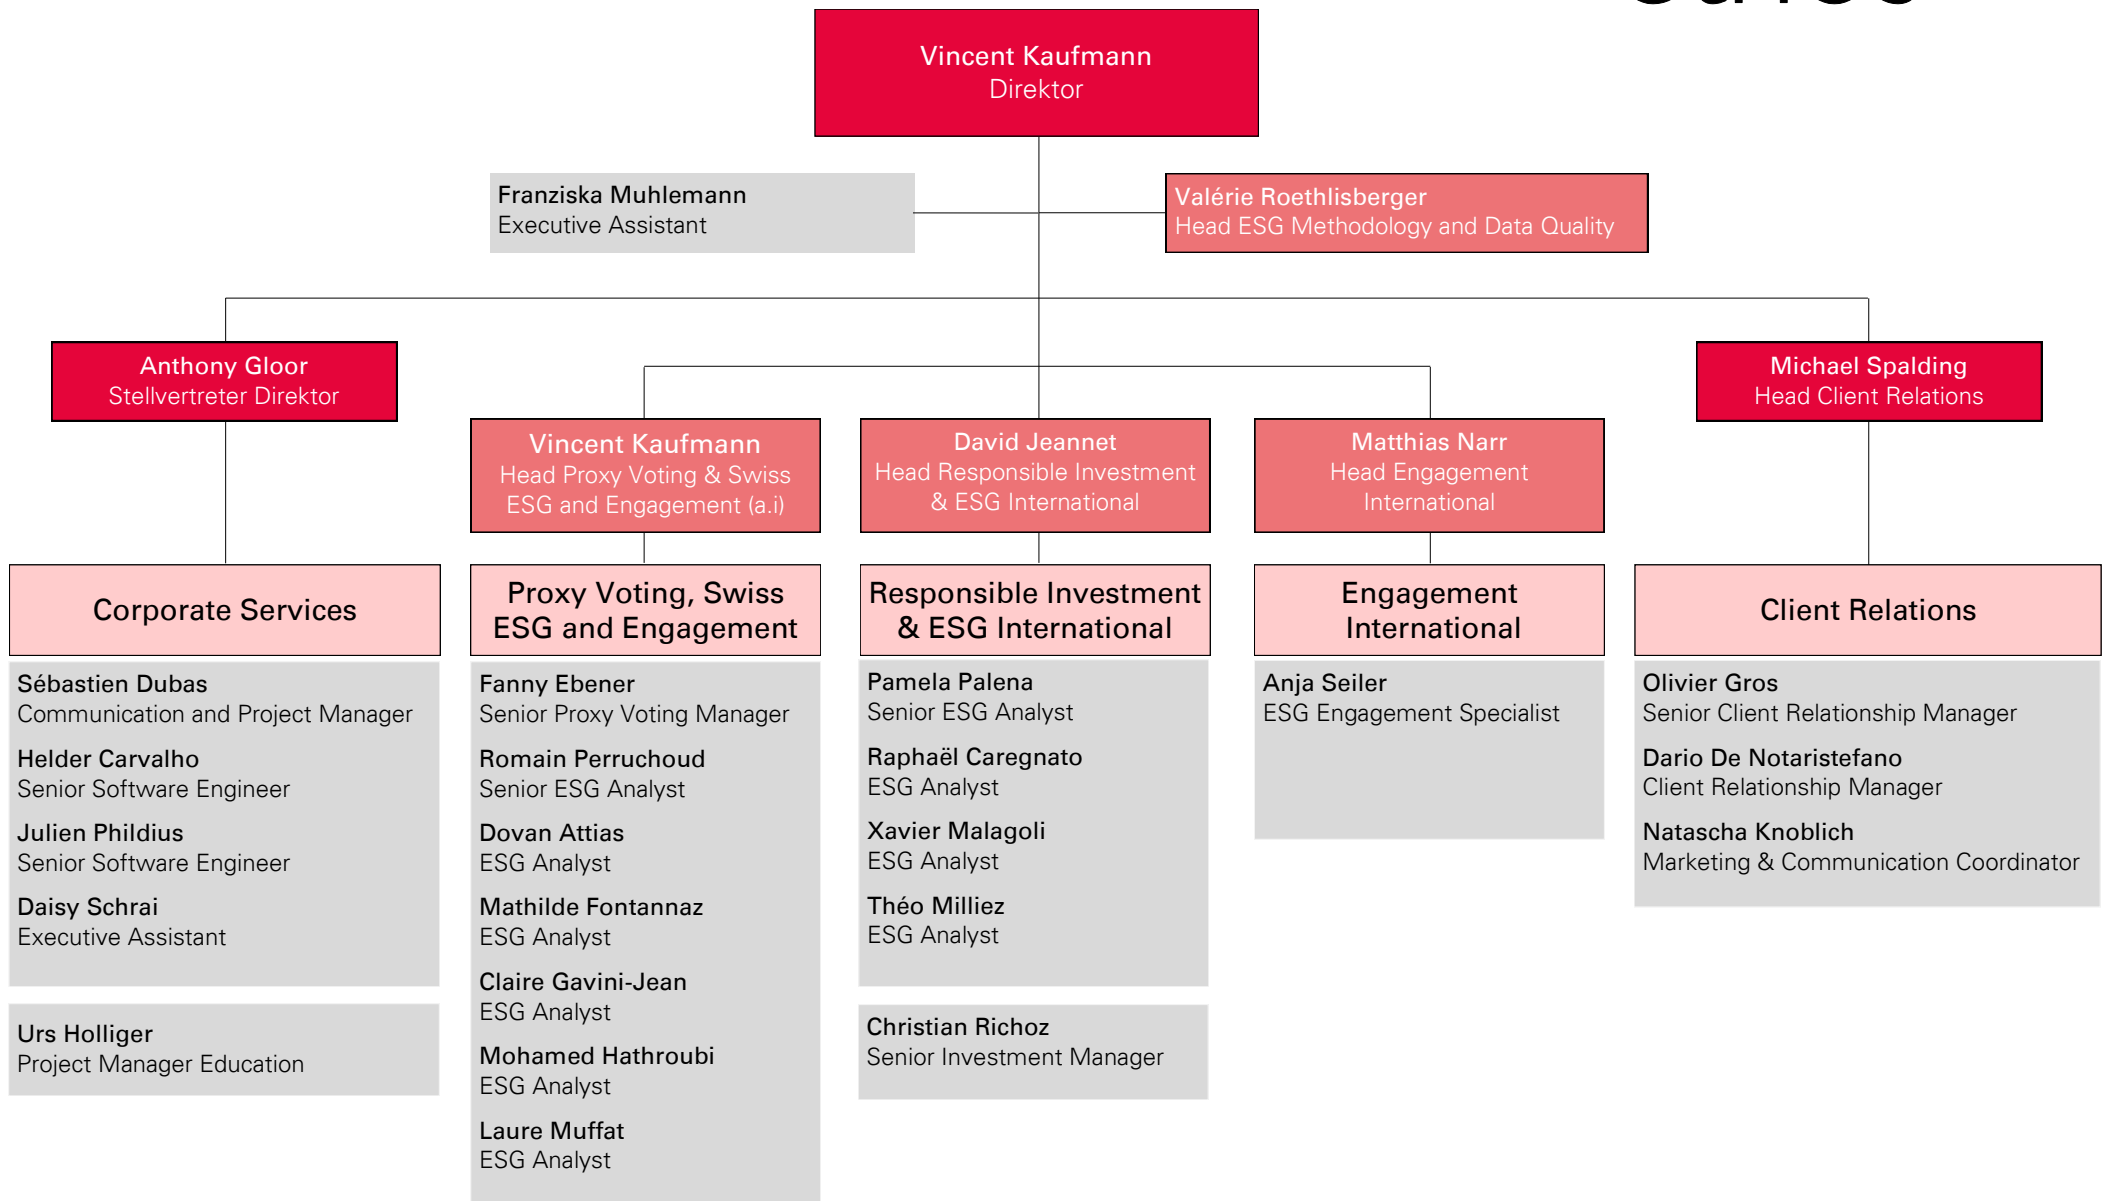 Vincent Kaufmann
Direktor
Franziska Muhlemann
Executive Assistant
Valérie Roethlisberger
Head ESG Methodology and Data Quality
Anthony Gloor
Stellvertreter Direktor
Michael Spalding
Head Client Relations
Vincent Kaufmann
Head Proxy Voting & Swiss
ESG and Engagement (a.i)
David Jeannet
Head Responsible Investment
& ESG International
Matthias Narr
Head Engagement
International
Corporate Services
Sébastien Dubas
Communication and Project Manager
Helder Carvalho
Senior Software Engineer
Julien Phildius
Senior Software Engineer
Daisy Schrai
Executive Assistant
Urs Holliger
Project Manager Education
Proxy Voting, Swiss
ESG and Engagement
Fanny Ebener
Senior Proxy Voting Manager
Romain Perruchoud
Senior ESG Analyst
Dovan Attias
ESG Analyst
Mathilde Fontannaz
ESG Analyst
Claire Gavini-Jean
ESG Analyst
Mohamed Hathroubi
ESG Analyst
Laure Muffat
ESG Analyst
Responsible Investment
& ESG International
Pamela Palena
Senior ESG Analyst
Raphaël Caregnato
ESG Analyst
Xavier Malagoli
ESG Analyst
Théo Milliez
ESG Analyst
Christian Richoz
Senior Investment Manager
Engagement
International
Anja Seiler
ESG Engagement Specialist
Client Relations
Olivier Gros
Senior Client Relationship Manager
Dario De Notaristefano
Client Relationship Manager
Natascha Knoblich
Marketing & Communication Coordinator